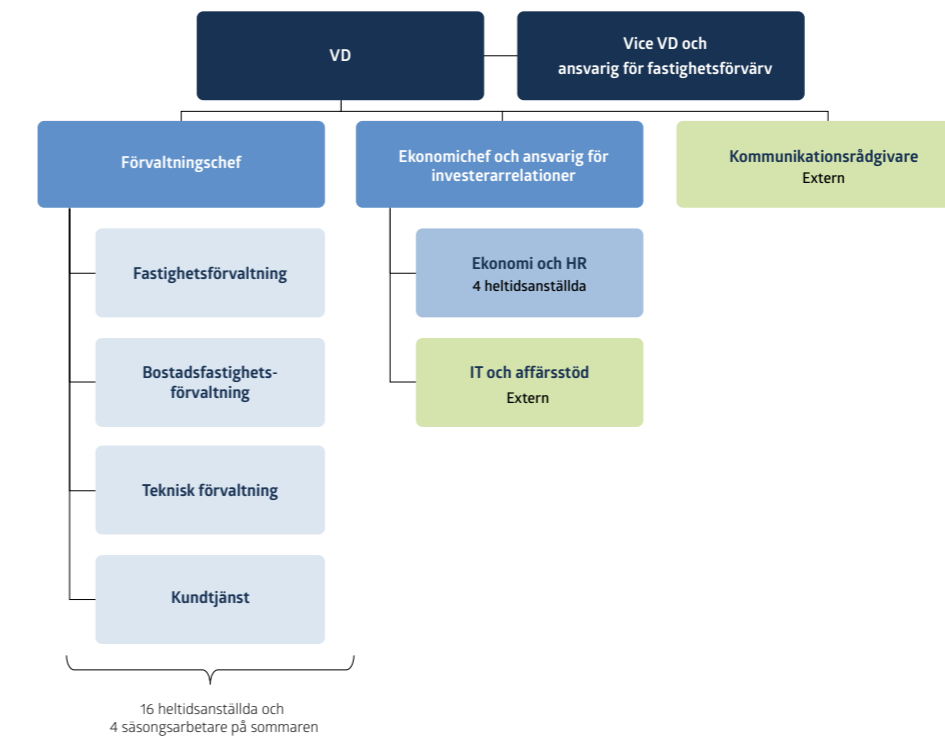 VD
Vice VD och
ansvarig för fastighetsförvärv
Förvaltningschef
Ekonomichef och ansvarig för
investerarrelationer
Kommunikationsrådgivare
Extern
Fastighetsförvaltning
Ekonomi och HR
4 heltidsanställda
Bostadsfastighets-
förvaltning
IT och affärsstöd
Extern
Teknisk förvaltning
Kundtjänst
16 heltidsanställda och
4 säsongsarbetare på sommaren